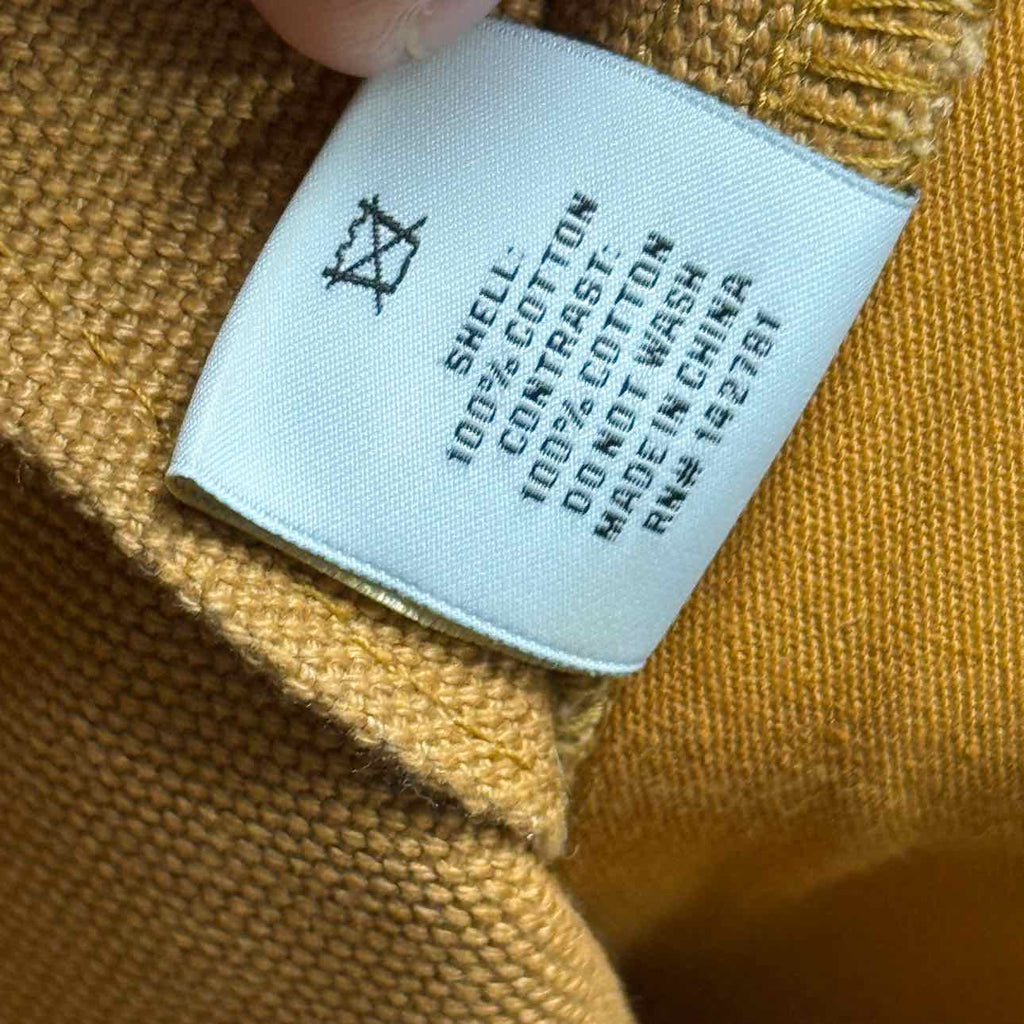 SHELL:
100% COTTON
CONTRAST:
100% COTTON
DO NOT WASH
MADE IN CHINA
RN# 142781